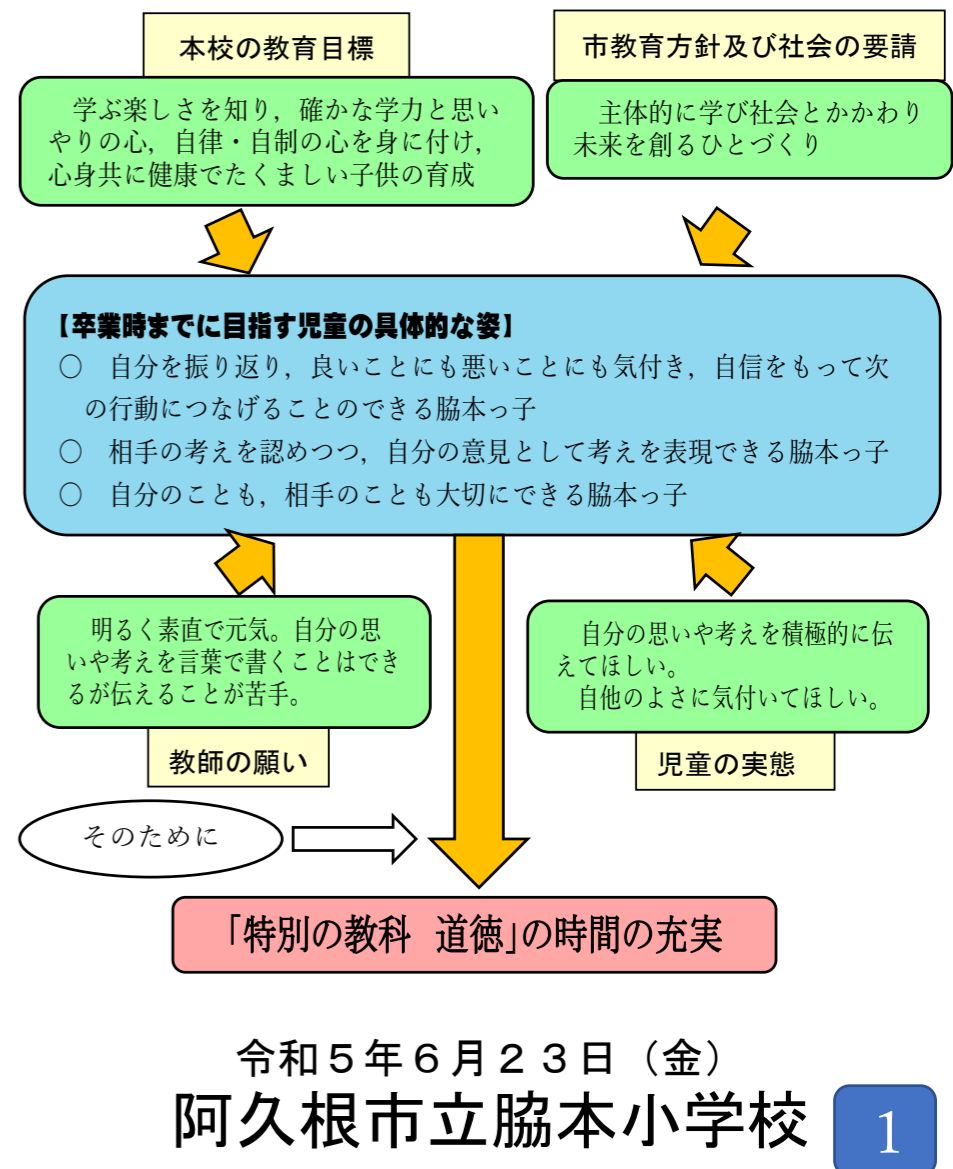 本校の教育目標
学ぶ楽しさを知り，確かな学力と思い
やりの心，自律・自制の心を身に付け，
心身共に健康でたくましい子供の育成
市教育方針及び社会の要請
主体的に学び社会とかかわり
未来を創るひとづくり
【卒業時までに目指す児童の具体的な姿】
○　自分を振り返り，良いことにも悪いことにも気付き，自信をもって次
の行動につなげることのできる脇本っ子
○　相手の考えを認めつつ，自分の意見として考えを表現できる脇本っ子
○　自分のことも，相手のことも大切にできる脇本っ子
明るく素直で元気。自分の思
いや考えを言葉で書くことはでき
るが伝えることが苦手。
教師の願い
自分の思いや考えを積極的に伝
えてほしい。
自他のよさに気付いてほしい。
児童の実態
そのために
「特別の教科　道徳」の時間の充実
令和５年６月２３日（金）
阿久根市立脇本小学校
1